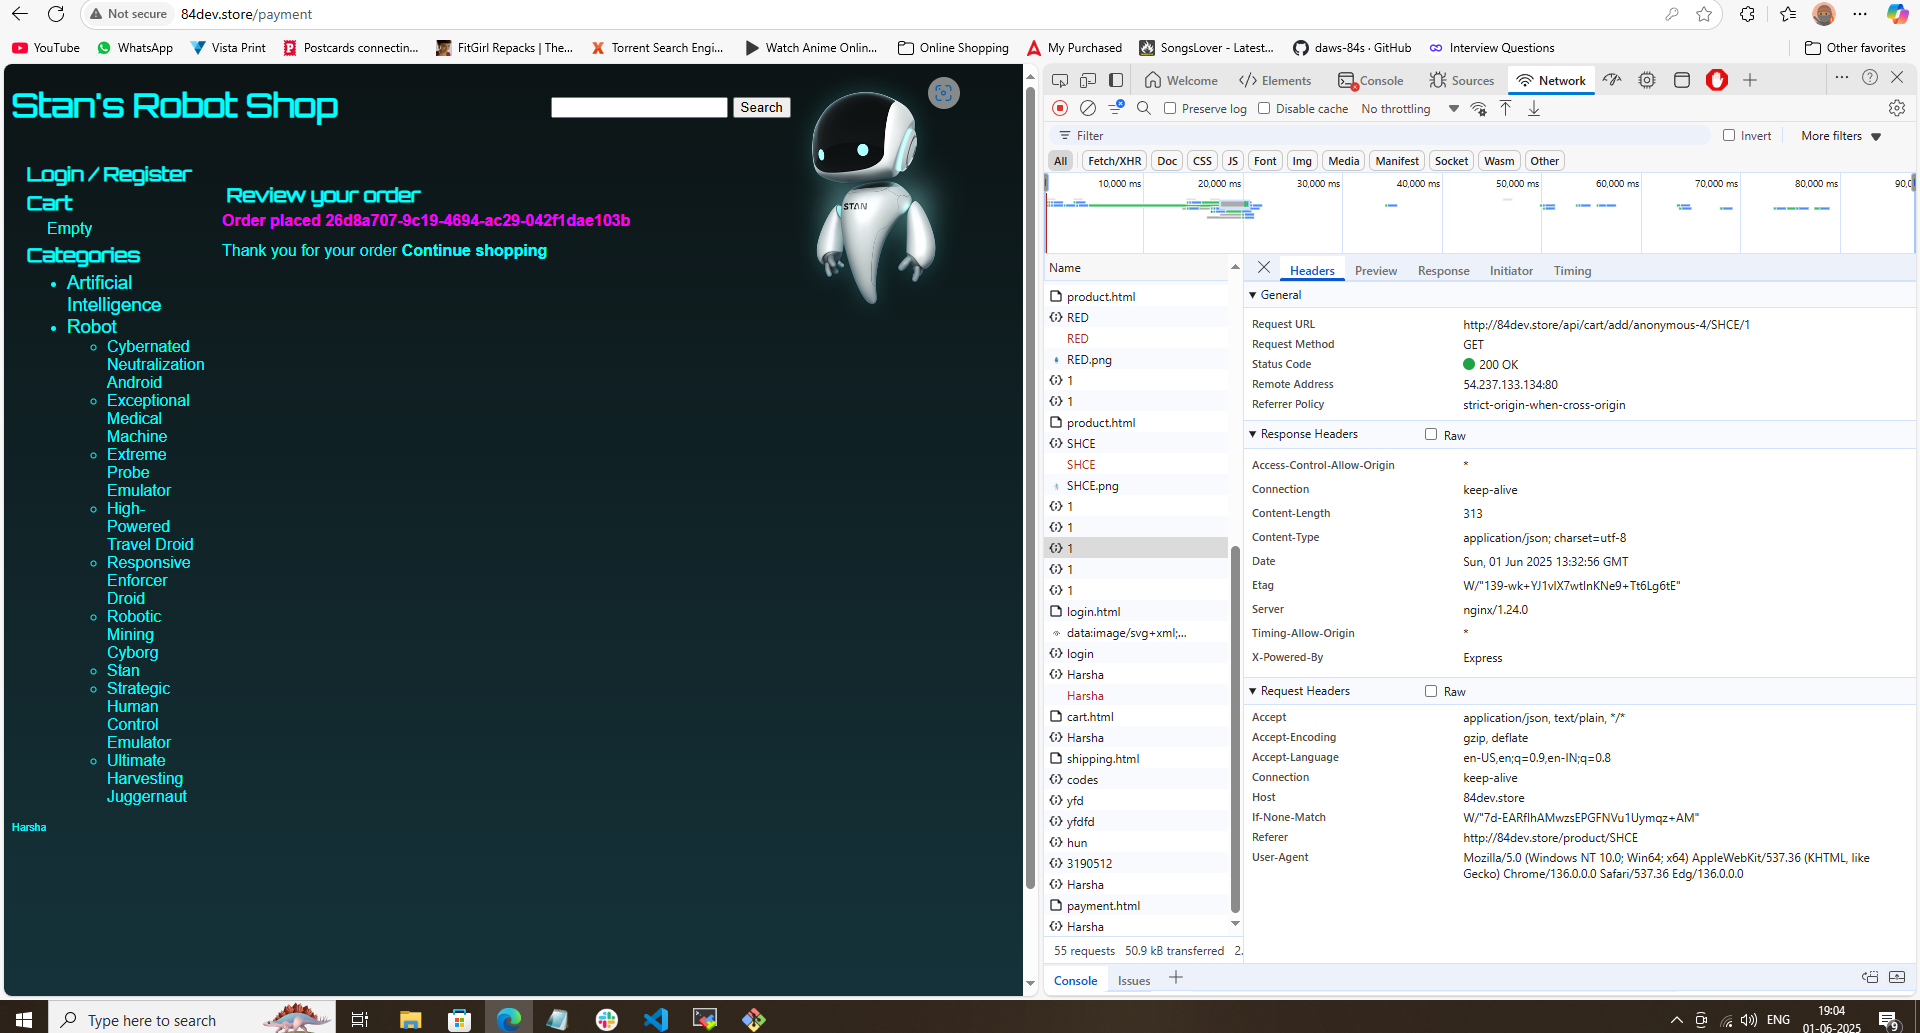 Not secure 84dev.store/payment
YouTube WhatsApp Vista Print Postcards connectin... FitGirl Repacks | The... Torrent Search Engi... Watch Anime Onlin... Online Shopping My Purchased SongsLover - Latest... daws-84s · GitHub Interview Questions Other favorites
Stan's Robot Shop
Search
STAN
Login / Register
Cart
Empty
Categories
Artificial
Intelligence
Robot
Cybernated
Neutralization
Android
Exceptional
Medical
Machine
Extreme
Probe
Emulator
High-
Powered
Travel Droid
Responsive
Enforcer
Droid
Robotic
Mining
Cyborg
Stan
Strategic
Human
Control
Emulator
Ultimate
Harvesting
Juggernaut
Harsha
Review your order
Order placed 26d8a707-9c19-4694-ac29-042f1dae103b
Thank you for your order Continue shopping
Welcome Elements Console Sources Network
Preserve log Disable cache No throttling
Filter Invert More filters
All Fetch/XHR Doc CSS JS Font Img Media Manifest Socket Wasm Other
10,000 ms 20,000 ms 30,000 ms 40,000 ms 50,000 ms 60,000 ms 70,000 ms 80,000 ms 90,0
Name
product.html
RED
RED
RED.png
1
1
product.html
SHCE
SHCE
SHCE.png
1
1
1
1
1
login.html
data:image/svg+xml;...
login
Harsha
Harsha
cart.html
Harsha
shipping.html
codes
yfd
yfdfd
hun
3190512
Harsha
payment.html
Harsha
55 requests 50.9 kB transferred 2.
Headers Preview Response Initiator Timing
General
Request URL http://84dev.store/api/cart/add/anonymous-4/SHCE/1
Request Method GET
Status Code 200 OK
Remote Address 54.237.133.134:80
Referrer Policy strict-origin-when-cross-origin
Response Headers Raw
Access-Control-Allow-Origin *
Connection keep-alive
Content-Length 313
Content-Type application/json; charset=utf-8
Date Sun, 01 Jun 2025 13:32:56 GMT
Etag W/"139-wk+YJ1vlX7wtInKNe9+Tt6Lg6tE"
Server nginx/1.24.0
Timing-Allow-Origin *
X-Powered-By Express
Request Headers Raw
Accept application/json, text/plain, */*
Accept-Encoding gzip, deflate
Accept-Language en-US,en;q=0.9,en-IN;q=0.8
Connection keep-alive
Host 84dev.store
If-None-Match W/"7d-EARflhAMwzsEPGFNVu1Uymqz+AM"
Referer http://84dev.store/product/SHCE
User-Agent Mozilla/5.0 (Windows NT 10.0; Win64; x64) AppleWebKit/537.36 (KHTML, like
Gecko) Chrome/136.0.0.0 Safari/537.36 Edg/136.0.0.0
Console Issues
Type here to search
ENG
19:04
01-06-2025
9